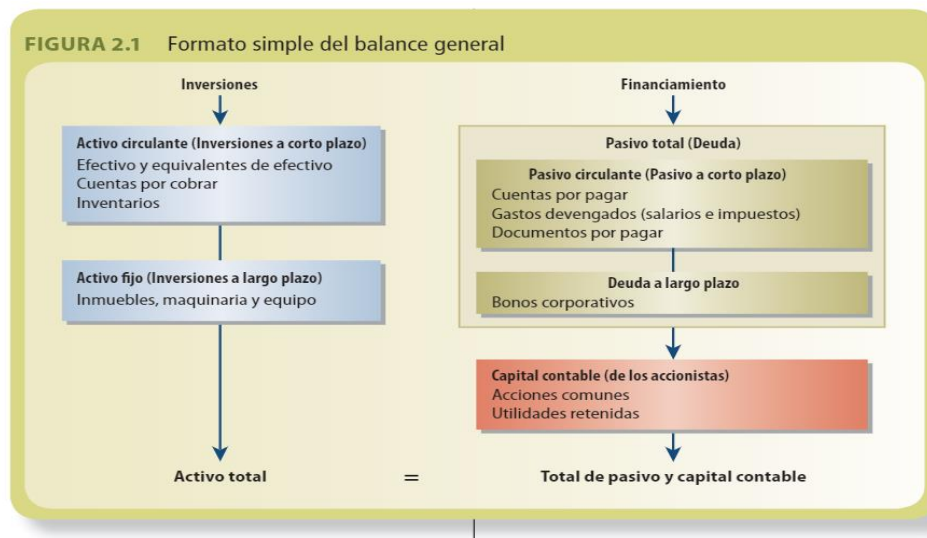 FIGURA 2.1 Formato simple del balance general
Inversiones
Activo circulante (Inversiones a corto plazo)
Efectivo y equivalentes de efectivo
Cuentas por cobrar
Inventarios
Activo fijo (Inversiones a largo plazo)
Inmuebles, maquinaria y equipo
Activo total
=
Financiamiento
Pasivo total (Deuda)
Pasivo circulante (Pasivo a corto plazo)
Cuentas por pagar
Gastos devengados (salarios e impuestos)
Documentos por pagar
Deuda a largo plazo
Bonos corporativos
Capital contable (de los accionistas)
Acciones comunes
Utilidades retenidas
Total de pasivo y capital contable